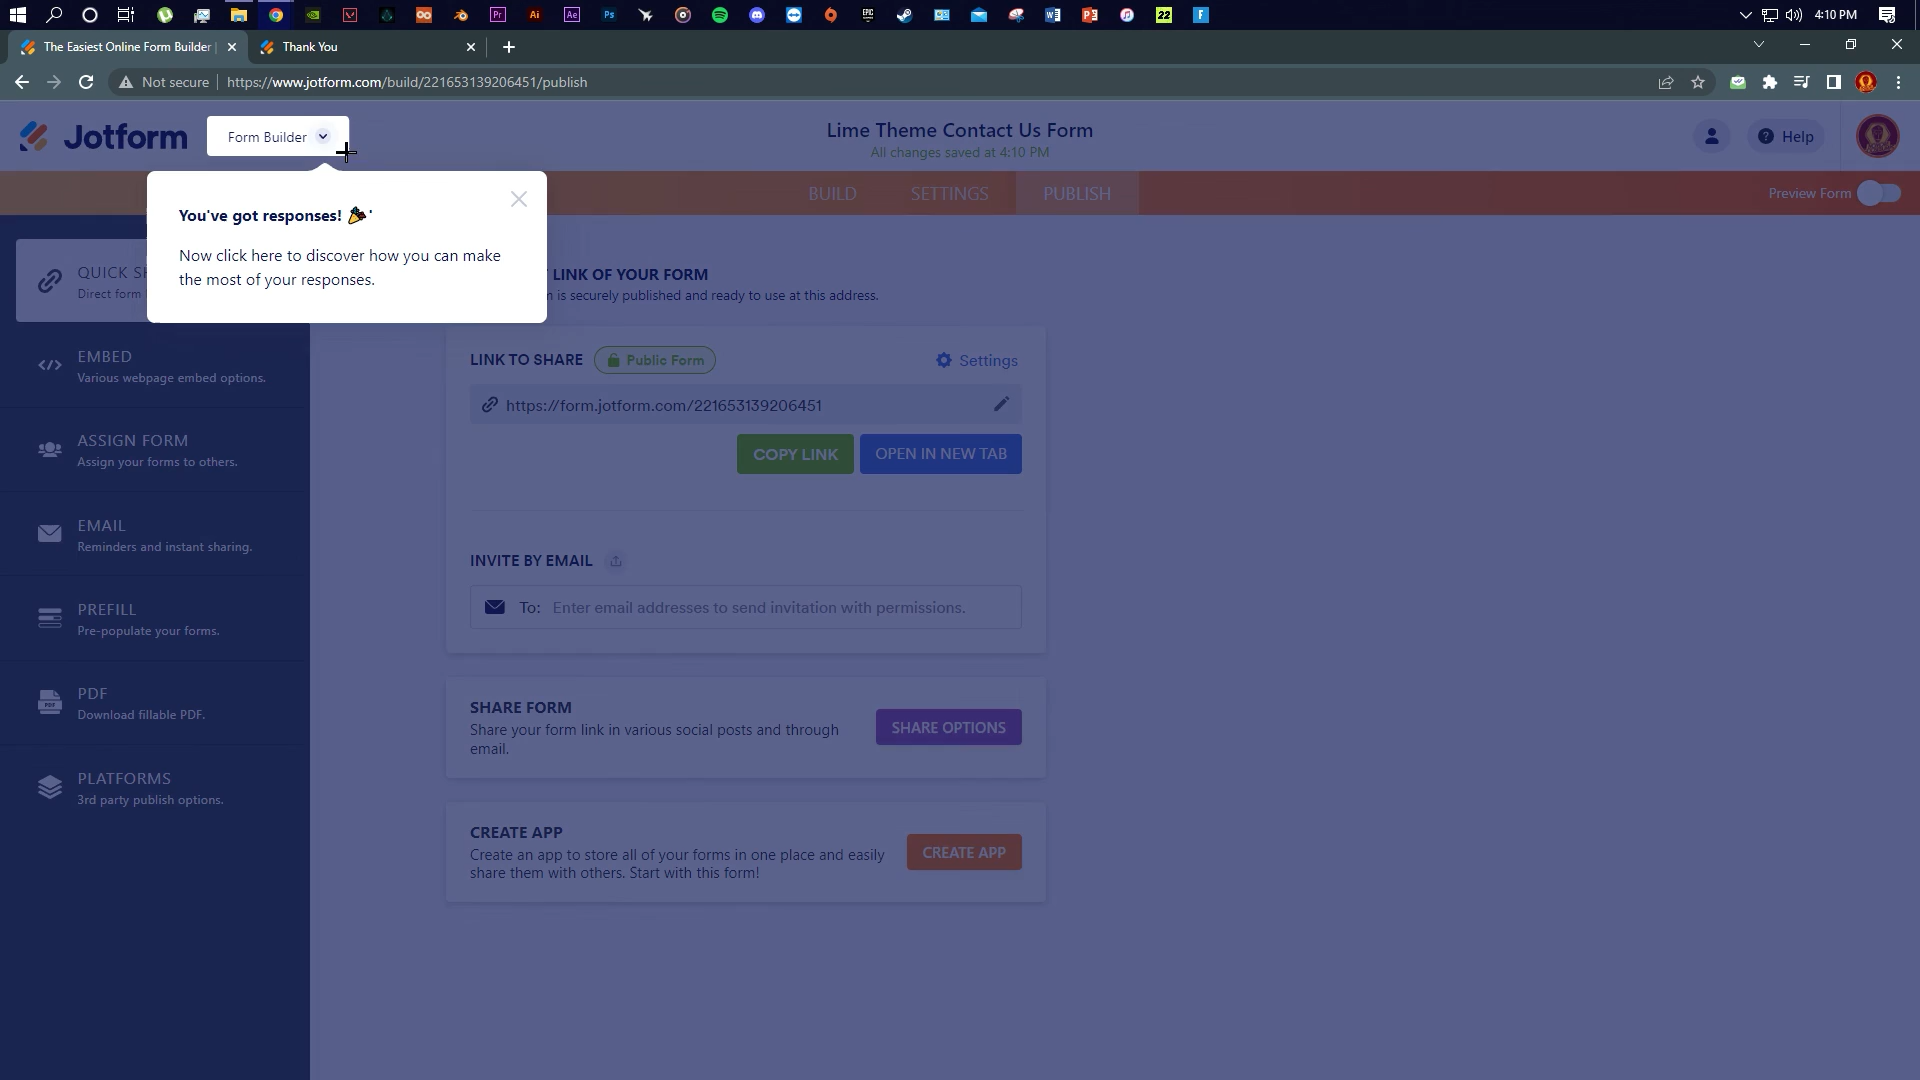 Pr
Ai
Ae
Ps
EPIC
22
F
4:10 PM
The Easiest Online Form Builder |
Thank You
Not secure
https://www.jotform.com/build/221653139206451/publish
Jotform
Form Builder
Lime Theme Contact Us Form
All changes saved at 4:10 PM
Help
BUILD
SETTINGS
PUBLISH
Preview Form
You've got responses! 🎉'
Now click here to discover how you can make
the most of your responses.
QUICK SH
Direct form
EMBED
Various webpage embed options.
ASSIGN FORM
Assign your forms to others.
EMAIL
Reminders and instant sharing.
PREFILL
Pre-populate your forms.
PDF
Download fillable PDF.
PLATFORMS
3rd party publish options.
LINK OF YOUR FORM
is securely published and ready to use at this address.
LINK TO SHARE
Public Form
Settings
https://form.jotform.com/221653139206451
COPY LINK
OPEN IN NEW TAB
INVITE BY EMAIL
To: Enter email addresses to send invitation with permissions.
SHARE FORM
Share your form link in various social posts and through
email.
SHARE OPTIONS
CREATE APP
Create an app to store all of your forms in one place and easily
share them with others. Start with this form!
CREATE APP